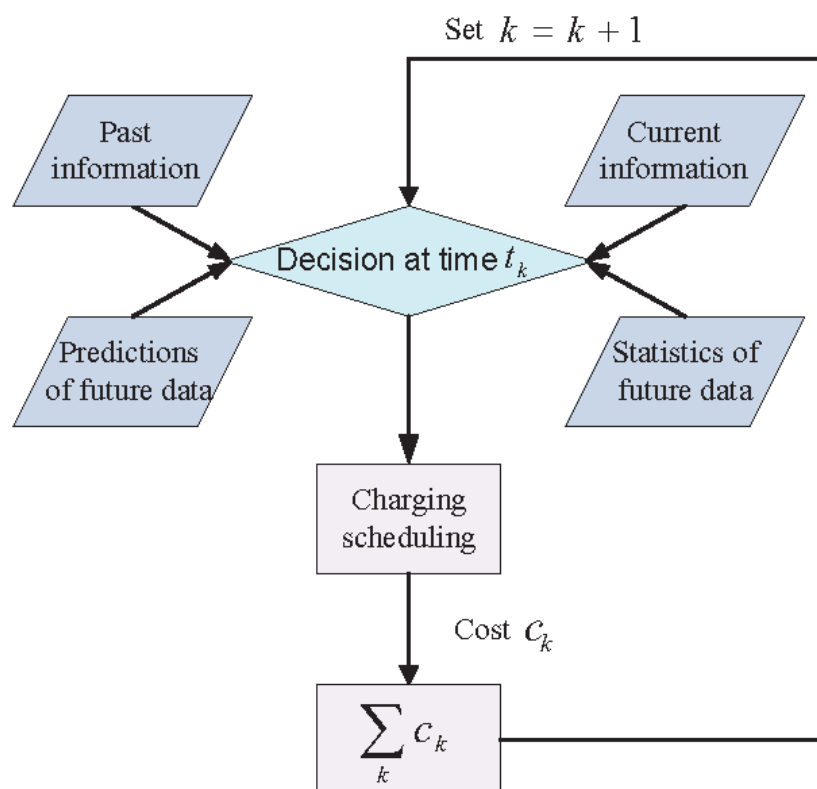 Set k = k + 1
Past
information
Current
information
Decision at time t_k
Predictions
of future data
Statistics of
future data
Charging
scheduling
Cost c_k
∑_k c_k